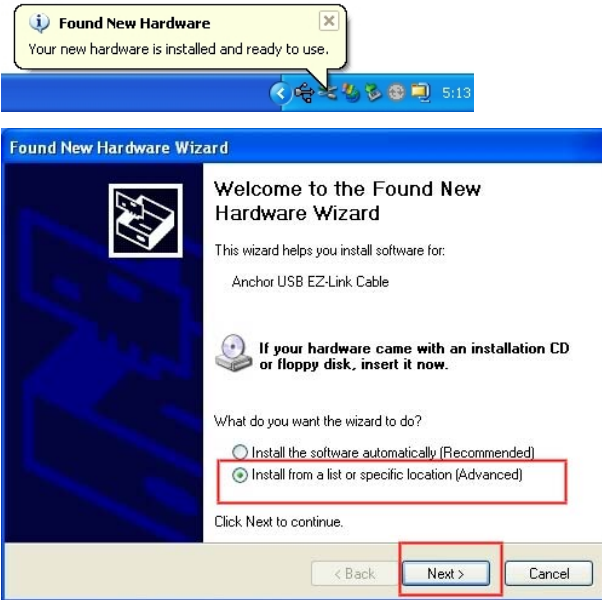 Found New Hardware
Your new hardware is installed and ready to use.
5:13
Found New Hardware Wizard
Welcome to the Found New
Hardware Wizard
This wizard helps you install software for:
Anchor USB EZ-Link Cable
If your hardware came with an installation CD
or floppy disk, insert it now.
What do you want the wizard to do?
Install the software automatically (Recommended)
Install from a list or specific location (Advanced)
Click Next to continue.
< Back
Next >
Cancel